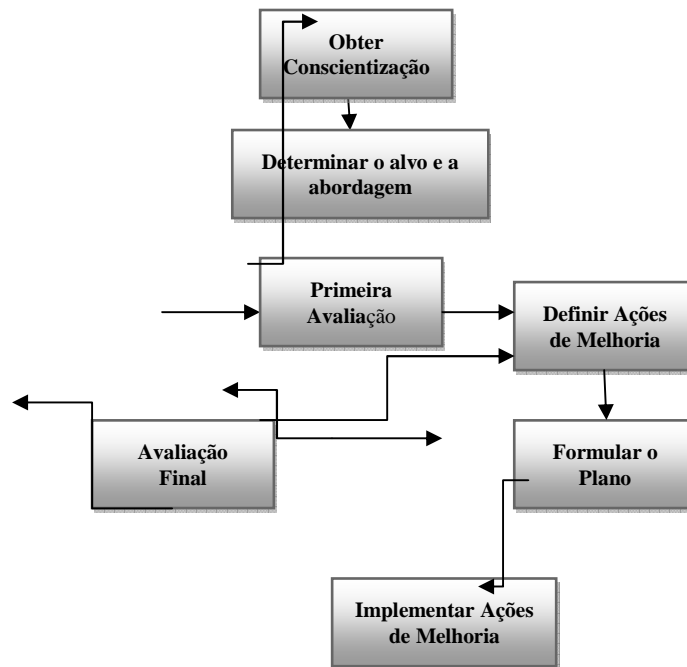 Obter
Conscientização
Determinar o alvo e a
abordagem
Primeira
Avaliação
Definir Ações
de Melhoria
Avaliação
Final
Formular o
Plano
Implementar Ações
de Melhoria